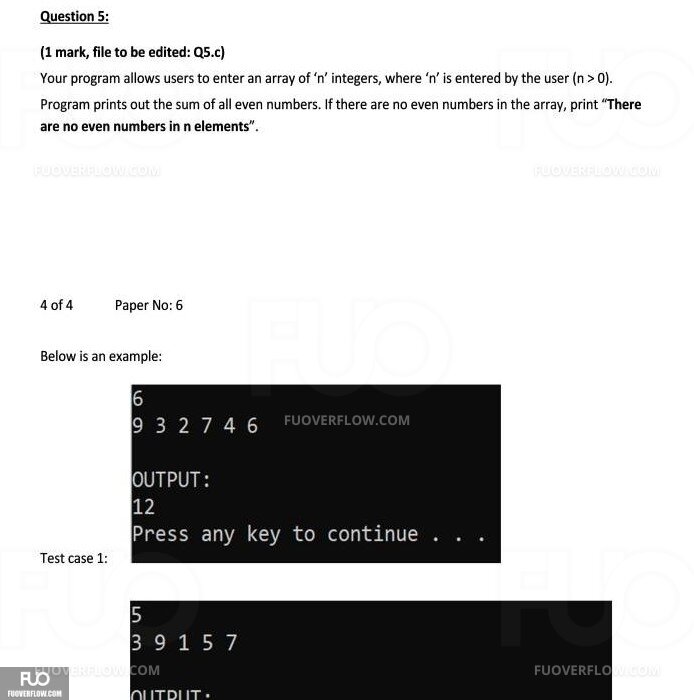 Question 5:
(1 mark, file to be edited: Q5.c)
Your program allows users to enter an array of ‘n’ integers, where ‘n’ is entered by the user (n > 0).
Program prints out the sum of all even numbers. If there are no even numbers in the array, print “There
are no even numbers in n elements”.
FUOVERFLOW.COM FUOVERFLOW.COM
4 of 4 Paper No: 6
FUO
Below is an example:
6
9 3 2 7 4 6 FUOVERFLOW.COM
OUTPUT:
12
Press any key to continue . . .
Test case 1:
5
3 9 1 5 7
FUOVERFLOW.COM FUOVERFLOW.COM
FUO
FUOVERFLOW.COM
OUTPUT: